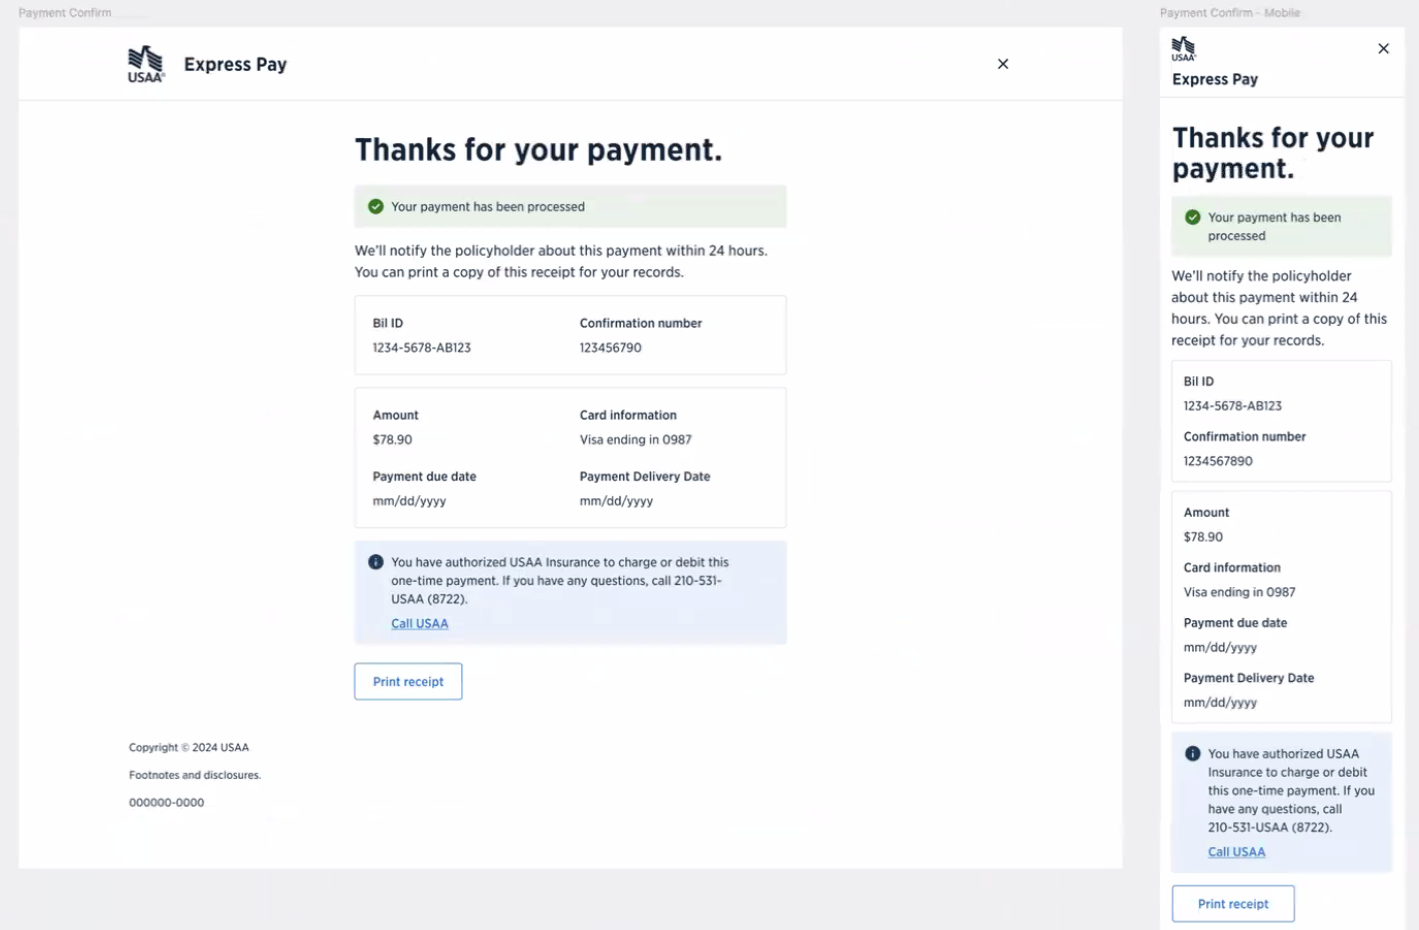 Payment Confirm
USAA®
Express Pay
Thanks for your payment.
Your payment has been processed
We'll notify the policyholder about this payment within 24 hours.
You can print a copy of this receipt for your records.
Bil ID
Confirmation number
1234-5678-AB123
123456790
Amount
Card information
$78.90
Visa ending in 0987
Payment due date
Payment Delivery Date
mm/dd/yyyy
mm/dd/yyyy
You have authorized USAA Insurance to charge or debit this
one-time payment. If you have any questions, call 210-531-
USAA (8722).
Call USAA
Print receipt
Copyright © 2024 USAA
Footnotes and disclosures.
000000-0000
Payment Confirm - Mobile
USAA®
Express Pay
Thanks for your
payment.
Your payment has been
processed
We'll notify the policyholder
about this payment within 24
hours. You can print a copy of this
receipt for your records.
Bil ID
1234-5678-AB123
Confirmation number
1234567890
Amount
$78.90
Card information
Visa ending in 0987
Payment due date
mm/dd/yyyy
Payment Delivery Date
mm/dd/yyyy
You have authorized USAA
Insurance to charge or debit
this one-time payment. If you
have any questions, call
210-531-USAA (8722).
Call USAA
Print receipt